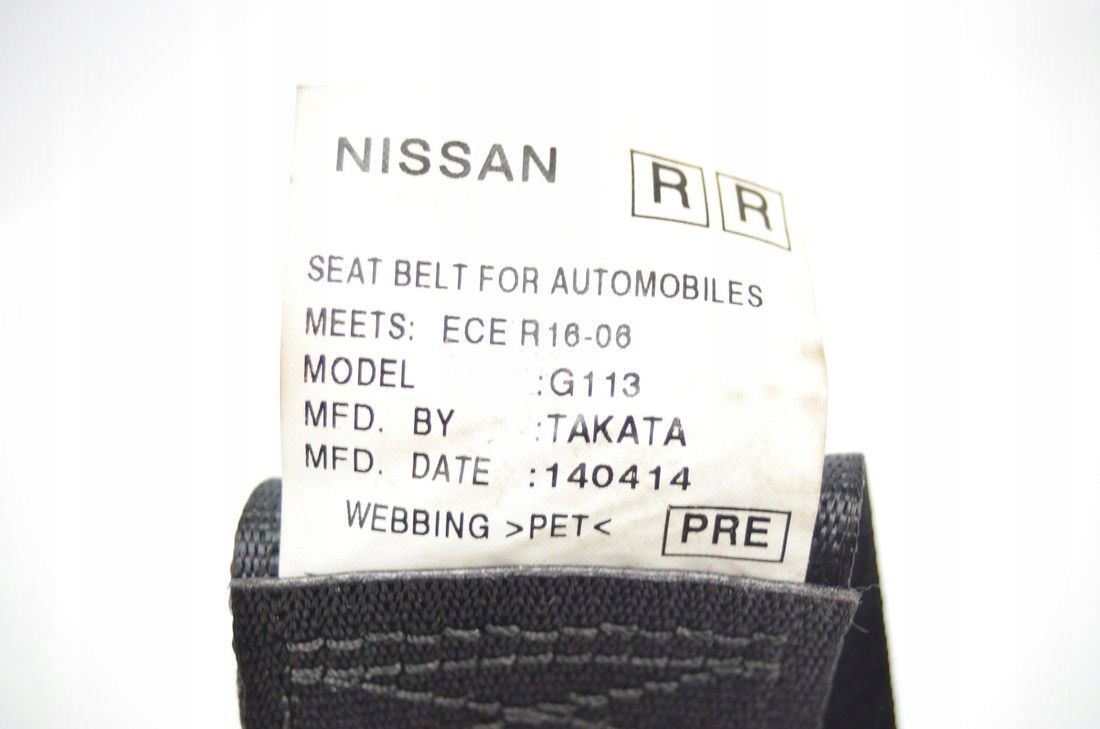 NISSAN R R
SEAT BELT FOR AUTOMOBILES
MEETS: ECE R16-06
MODEL :G113
MFD. BY :TAKATA
MFD. DATE :140414
WEBBING >PET< PRE